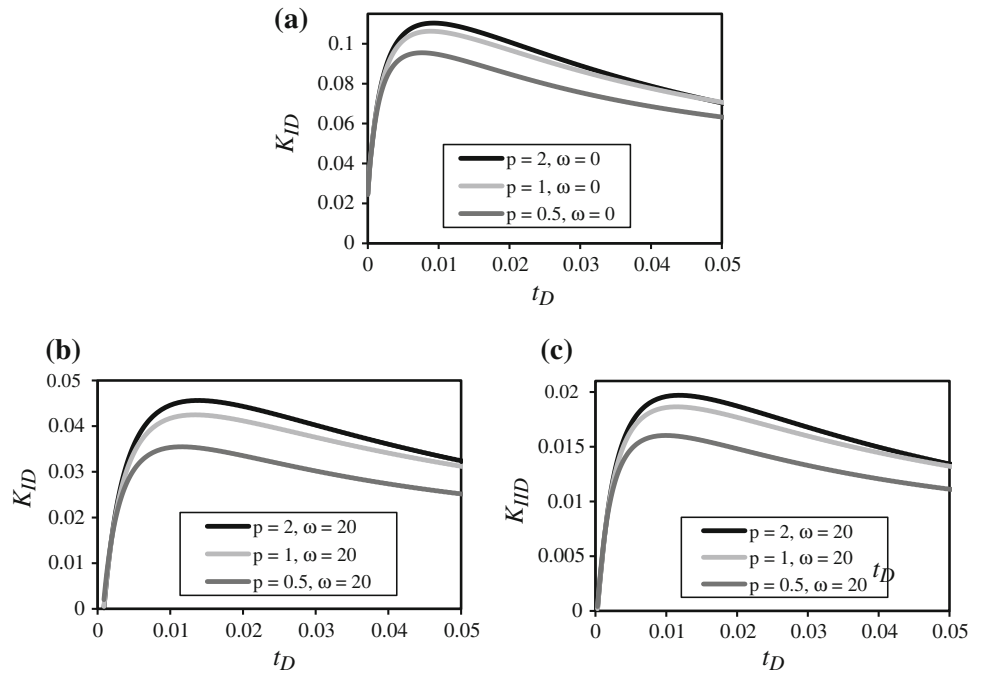 (a)
0.1
0.08
0.06
0.04
0.02
0
K_ID
p = 2, ω = 0
p = 1, ω = 0
p = 0.5, ω = 0
0 0.01 0.02 0.03 0.04 0.05
t_D
(b)
0.05
0.04
0.03
0.02
0.01
0
K_ID
p = 2, ω = 20
p = 1, ω = 20
p = 0.5, ω = 20
0 0.01 0.02 0.03 0.04 0.05
t_D
(c)
0.02
0.015
0.01
0.005
0
K_IID
p = 2, ω = 20
p = 1, ω = 20
p = 0.5, ω = 20
t_D
0 0.01 0.02 0.03 0.04 0.05
t_D